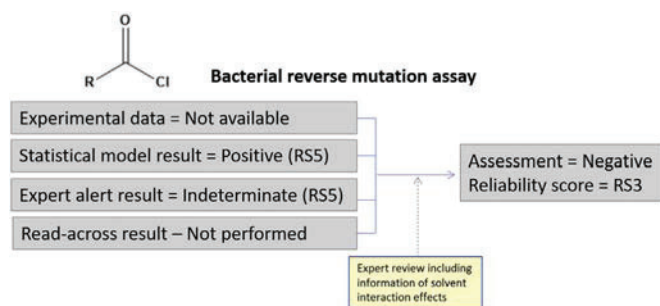 O
R
Cl
Bacterial reverse mutation assay
Experimental data = Not available
Statistical model result = Positive (RS5)
Expert alert result = Indeterminate (RS5)
Read-across result – Not performed
Assessment = Negative
Reliability score = RS3
Expert review including
information of solvent
interaction effects